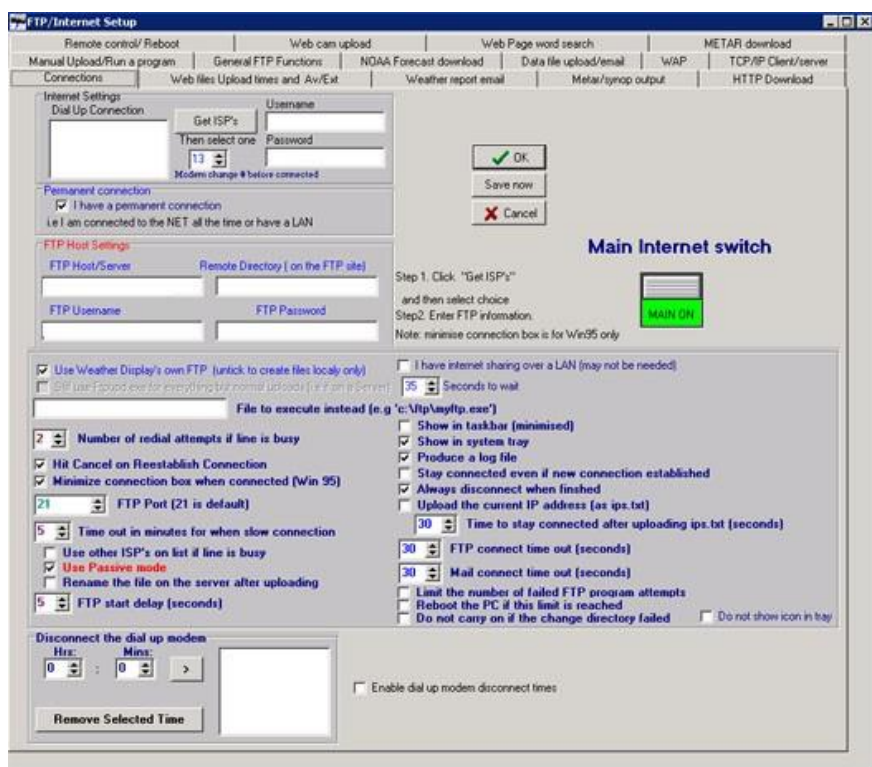 FTP/Internet Setup
Remote control/ Reboot
Web cam upload
Web Page word search
METAR download
Manual Upload/Run a program
General FTP Functions
NOAA Forecast download
Data file upload/email
WAP
TCP/IP Client/server
Connections
Web files Upload times and Av/Ext
Weather report email
Metar/synop output
HTTP Download
Internet Settings
Dial Up Connection
Get ISP's
Then select one
13
Modem change # before connected
Username
Password
OK
Save now
Cancel
Permanent connection
I have a permanent connection
i.e I am connected to the NET all the time or have a LAN
FTP Host Settings
FTP Host/Server
Remote Directory ( on the FTP site)
FTP Username
FTP Password
Main Internet switch
Step 1. Click "Get ISP's"
and then select choice
Step2. Enter FTP information.
Note: minimise connection box is for Win95 only
MAIN ON
Use Weather Display's own FTP (untick to create files localy only)
Still use Ftpupd.exe for everything but normal uploads (i.e if on a Server)
I have internet sharing over a LAN (may not be needed)
35 Seconds to wait
File to execute instead (e.g 'c:\ftp\myftp.exe')
2 Number of redial attempts if line is busy
Hit Cancel on Reestablish Connection
Minimize connection box when connected (Win 95)
21 FTP Port (21 is default)
5 Time out in minutes for when slow connection
Use other ISP's on list if line is busy
Use Passive mode
Rename the file on the server after uploading
5 FTP start delay (seconds)
Show in taskbar (minimised)
Show in system tray
Produce a log file
Stay connected even if new connection established
Always disconnect when finshed
Upload the current IP address (as ips.txt)
30 Time to stay connected after uploading ips.txt (seconds)
30 FTP connect time out (seconds)
30 Mail connect time out (seconds)
Limit the number of failed FTP program attempts
Reboot the PC if this limit is reached
Do not carry on if the change directory failed
Do not show icon in tray
Disconnect the dial up modem
Hrs: Mins:
0 : 0 >
Remove Selected Time
Enable dial up modem disconnect times